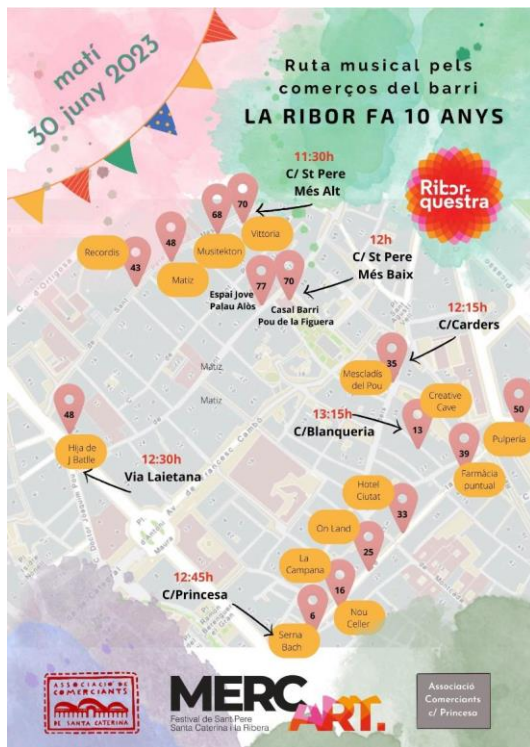 matí
30 juny 2023
Ruta musical pels
comerços del barri
LA RIBOR FA 10 ANYS
Ribor-
questra
11:30h
C/ St Pere
Més Alt
70
68
Vittoria
48
Musitekton
Recordis
43
Matiz
12h
C/ St Pere
Més Baix
77
70
Espai Jove
Palau Alòs
Casal Barri
Pou de la Figuera
12:15h
C/Carders
35
Mescladís
del Pou
Matiz
Matiz
Creative
Cave
13:15h
C/Blanqueria
13
50
Pulpería
39
Farmàcia
puntual
48
Hija de
J Batlle
12:30h
Via Laietana
Hotel
Ciutat
33
On Land
25
La
Campana
16
Nou
Celler
12:45h
C/Princesa
6
Serna
Bach
ASSOCIACIÓ DE
COMERCIANTS
DE SANTA CATERINA
MERC
ART.
Festival de Sant Pere
Santa Caterina i la Ribera
Associació
Comerciants
c/ Princesa